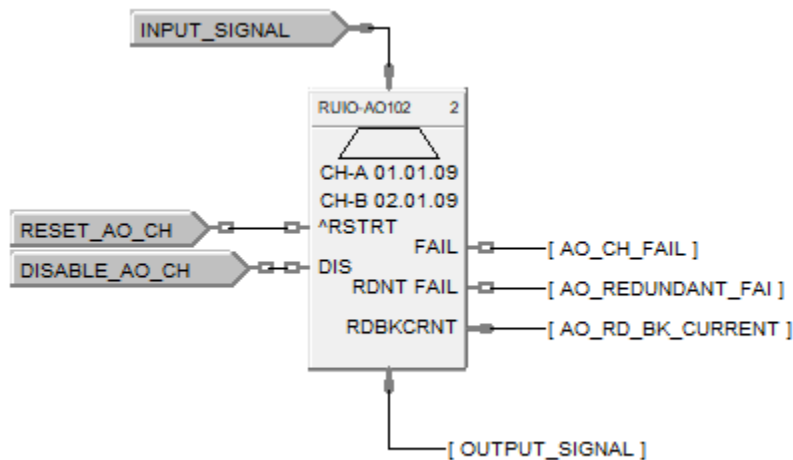 INPUT_SIGNAL
RUIO-AO102 2
CH-A 01.01.09
CH-B 02.01.09
RESET_AO_CH
^RSTRT
FAIL
[ AO_CH_FAIL ]
DISABLE_AO_CH
DIS
RDNT FAIL
[ AO_REDUNDANT_FAI ]
RDBKCRNT
[ AO_RD_BK_CURRENT ]
[ OUTPUT_SIGNAL ]